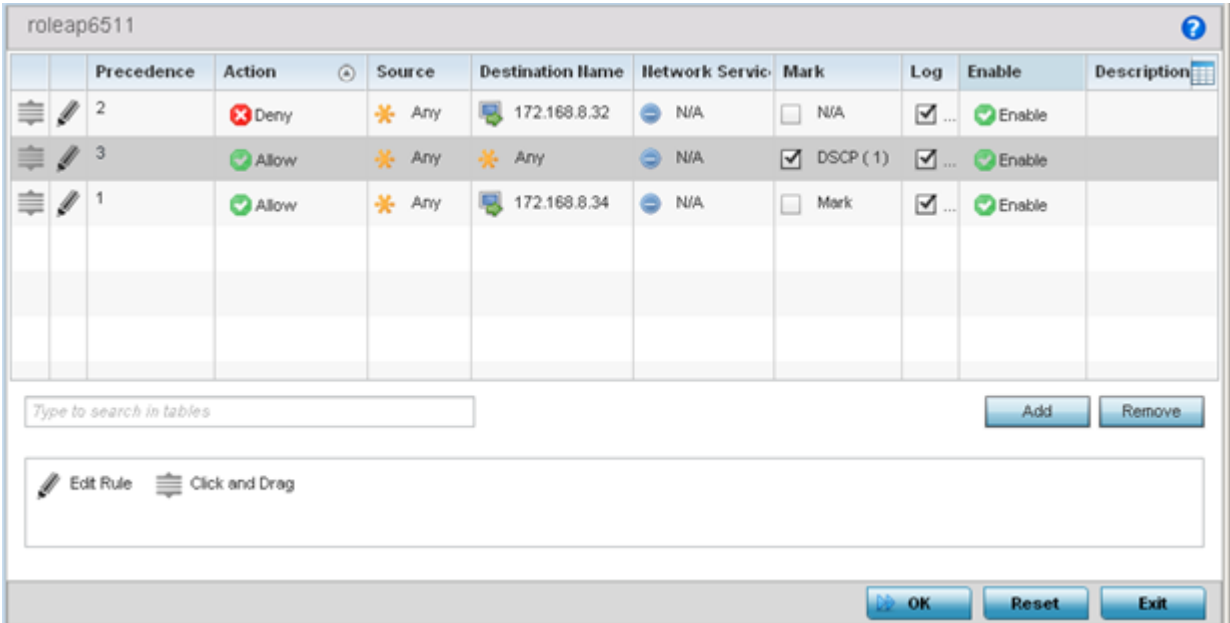 roleap6511
Precedence Action Source Destination Name Network Servic Mark Log Enable Description
2 Deny Any 172.168.8.32 N/A N/A ... Enable
3 Allow Any Any N/A DSCP ( 1 ) ... Enable
1 Allow Any 172.168.8.34 N/A Mark ... Enable
Type to search in tables Add Remove
Edit Rule Click and Drag
OK Reset Exit